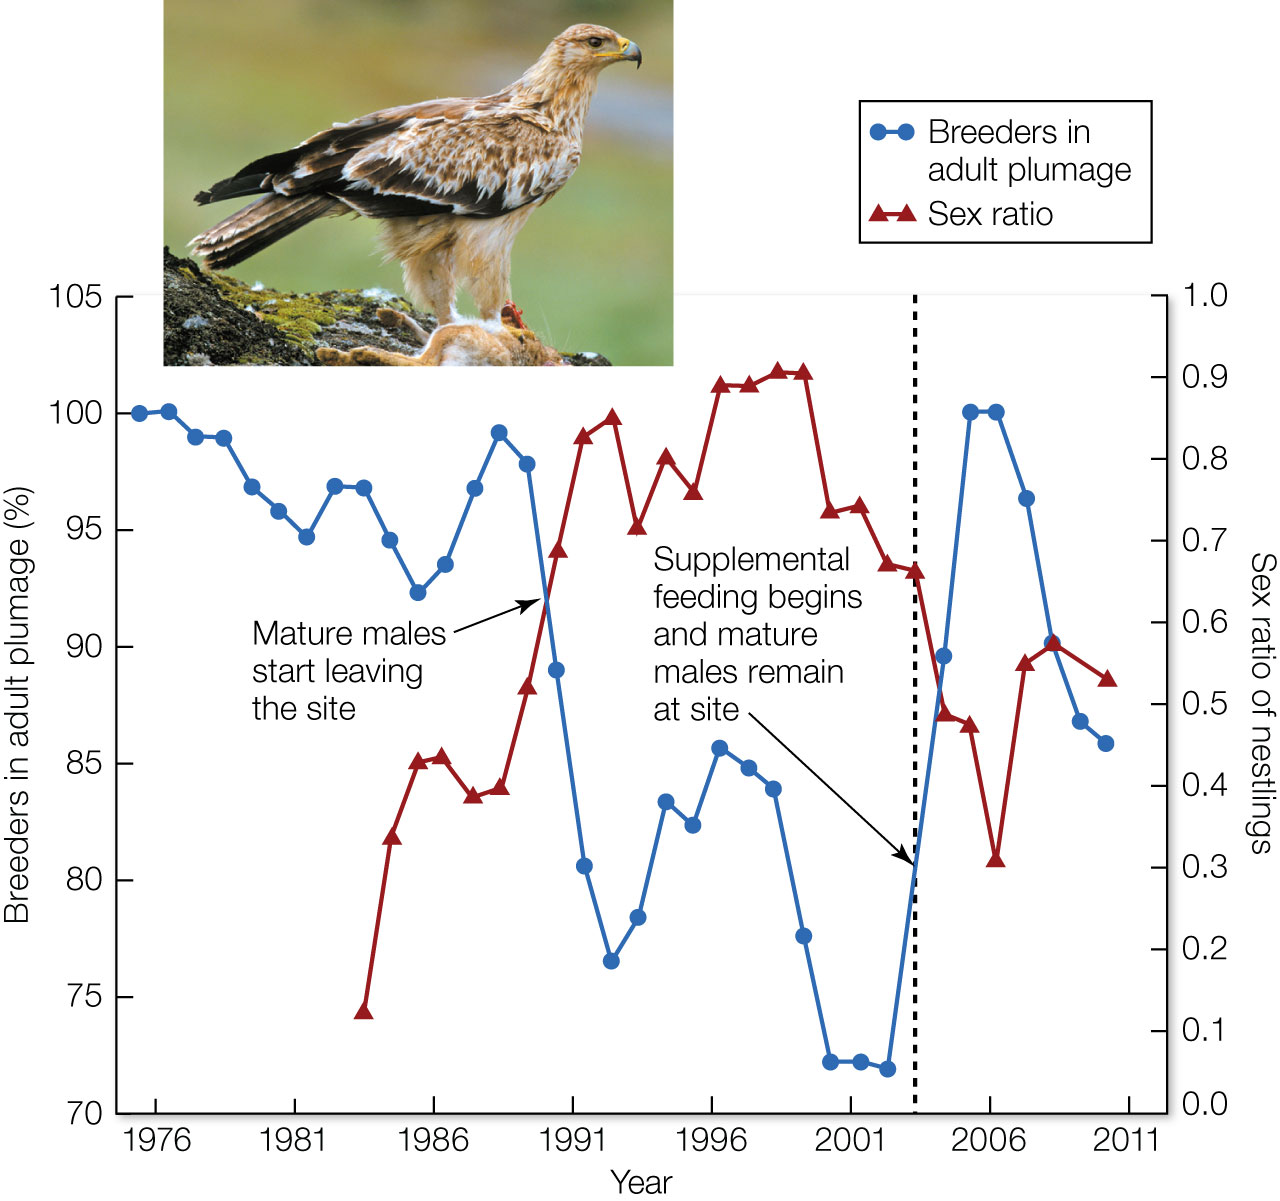 Breeders in
adult plumage
Sex ratio
105
100
95
90
85
80
75
70
Breeders in adult plumage (%)
Mature males
start leaving
the site
Supplemental
feeding begins
and mature
males remain
at site
1.0
0.9
0.8
0.7
0.6
0.5
0.4
0.3
0.2
0.1
0.0
Sex ratio of nestlings
1976 1981 1986 1991 1996 2001 2006 2011
Year